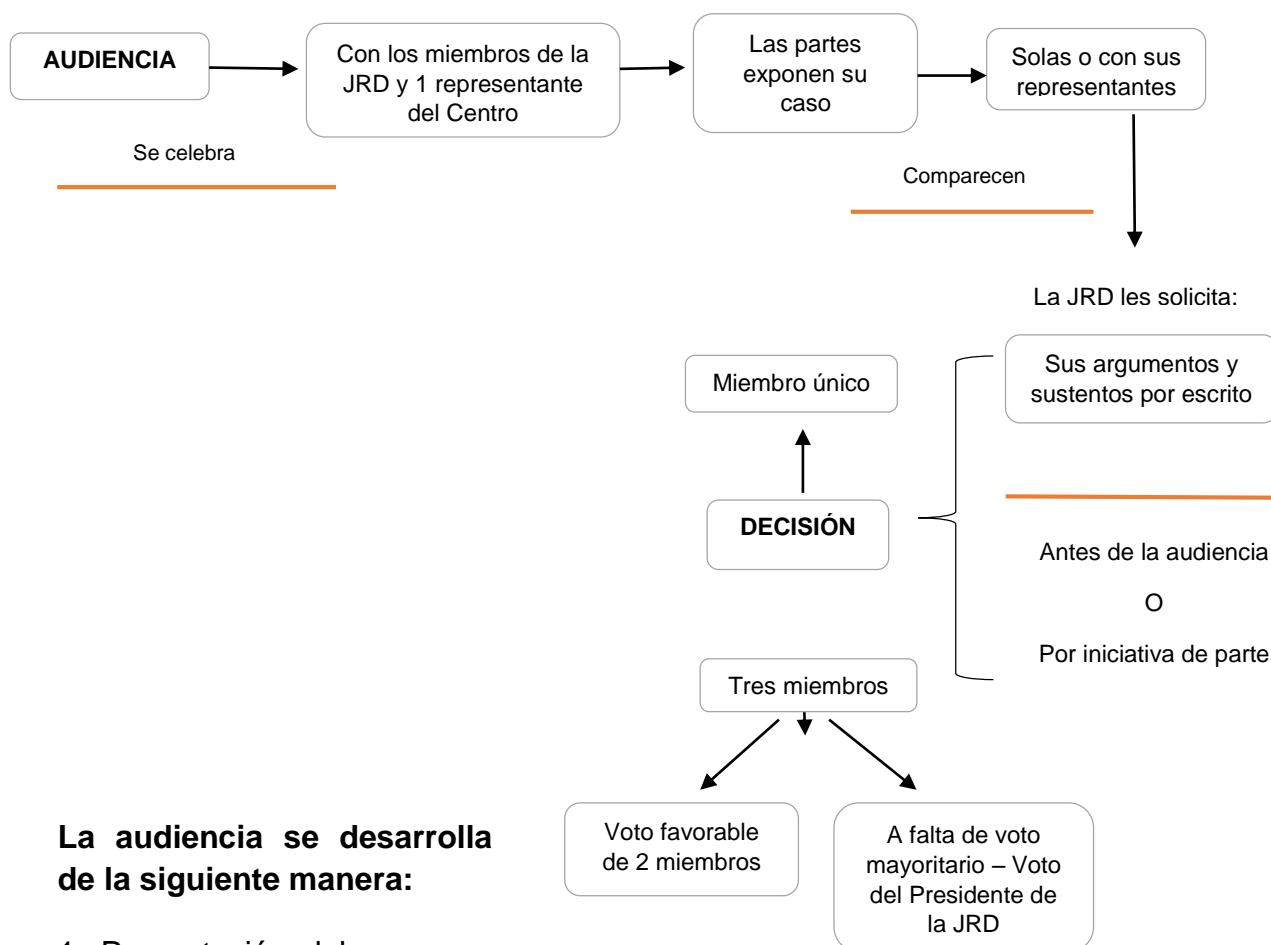 AUDIENCIA
Con los miembros de la
JRD y 1 representante
del Centro
Las partes
exponen su
caso
Solas o con sus
representantes
Se celebra
Comparecen
La JRD les solicita:
Sus argumentos y
sustentos por escrito
Miembro único
DECISIÓN
Antes de la audiencia
O
Por iniciativa de parte
Tres miembros
Voto favorable
de 2 miembros
A falta de voto
mayoritario – Voto
del Presidente de
la JRD
La audiencia se desarrolla
de la siguiente manera: